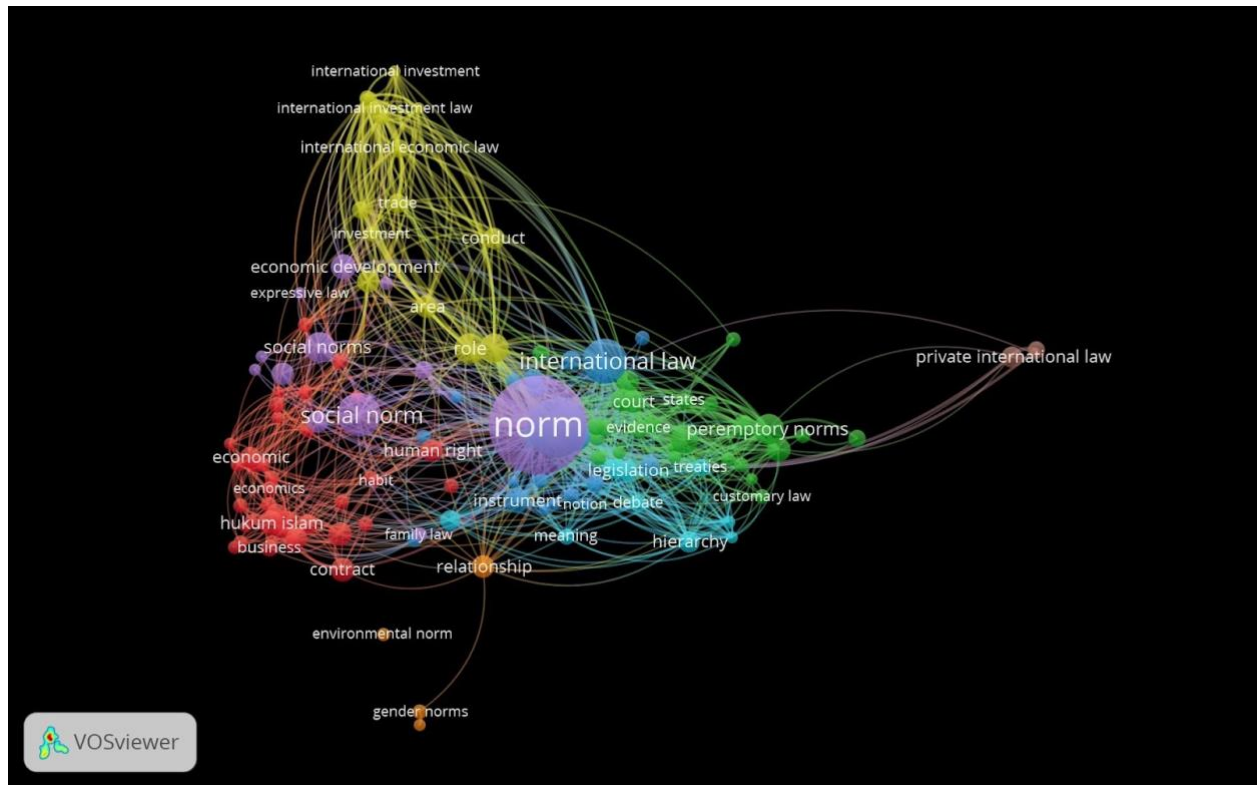 international investment
international investment law
international economic law
trade
investment
conduct
economic development
expressive law
area
social norms
role
international law
private international law
court
states
social norm
norm
evidence
peremptory norms
human right
economic
legislation
treaties
habit
economics
instrument
notion
debate
customary law
hukum islam
family law
meaning
hierarchy
business
contract
relationship
environmental norm
gender norms
VOSviewer